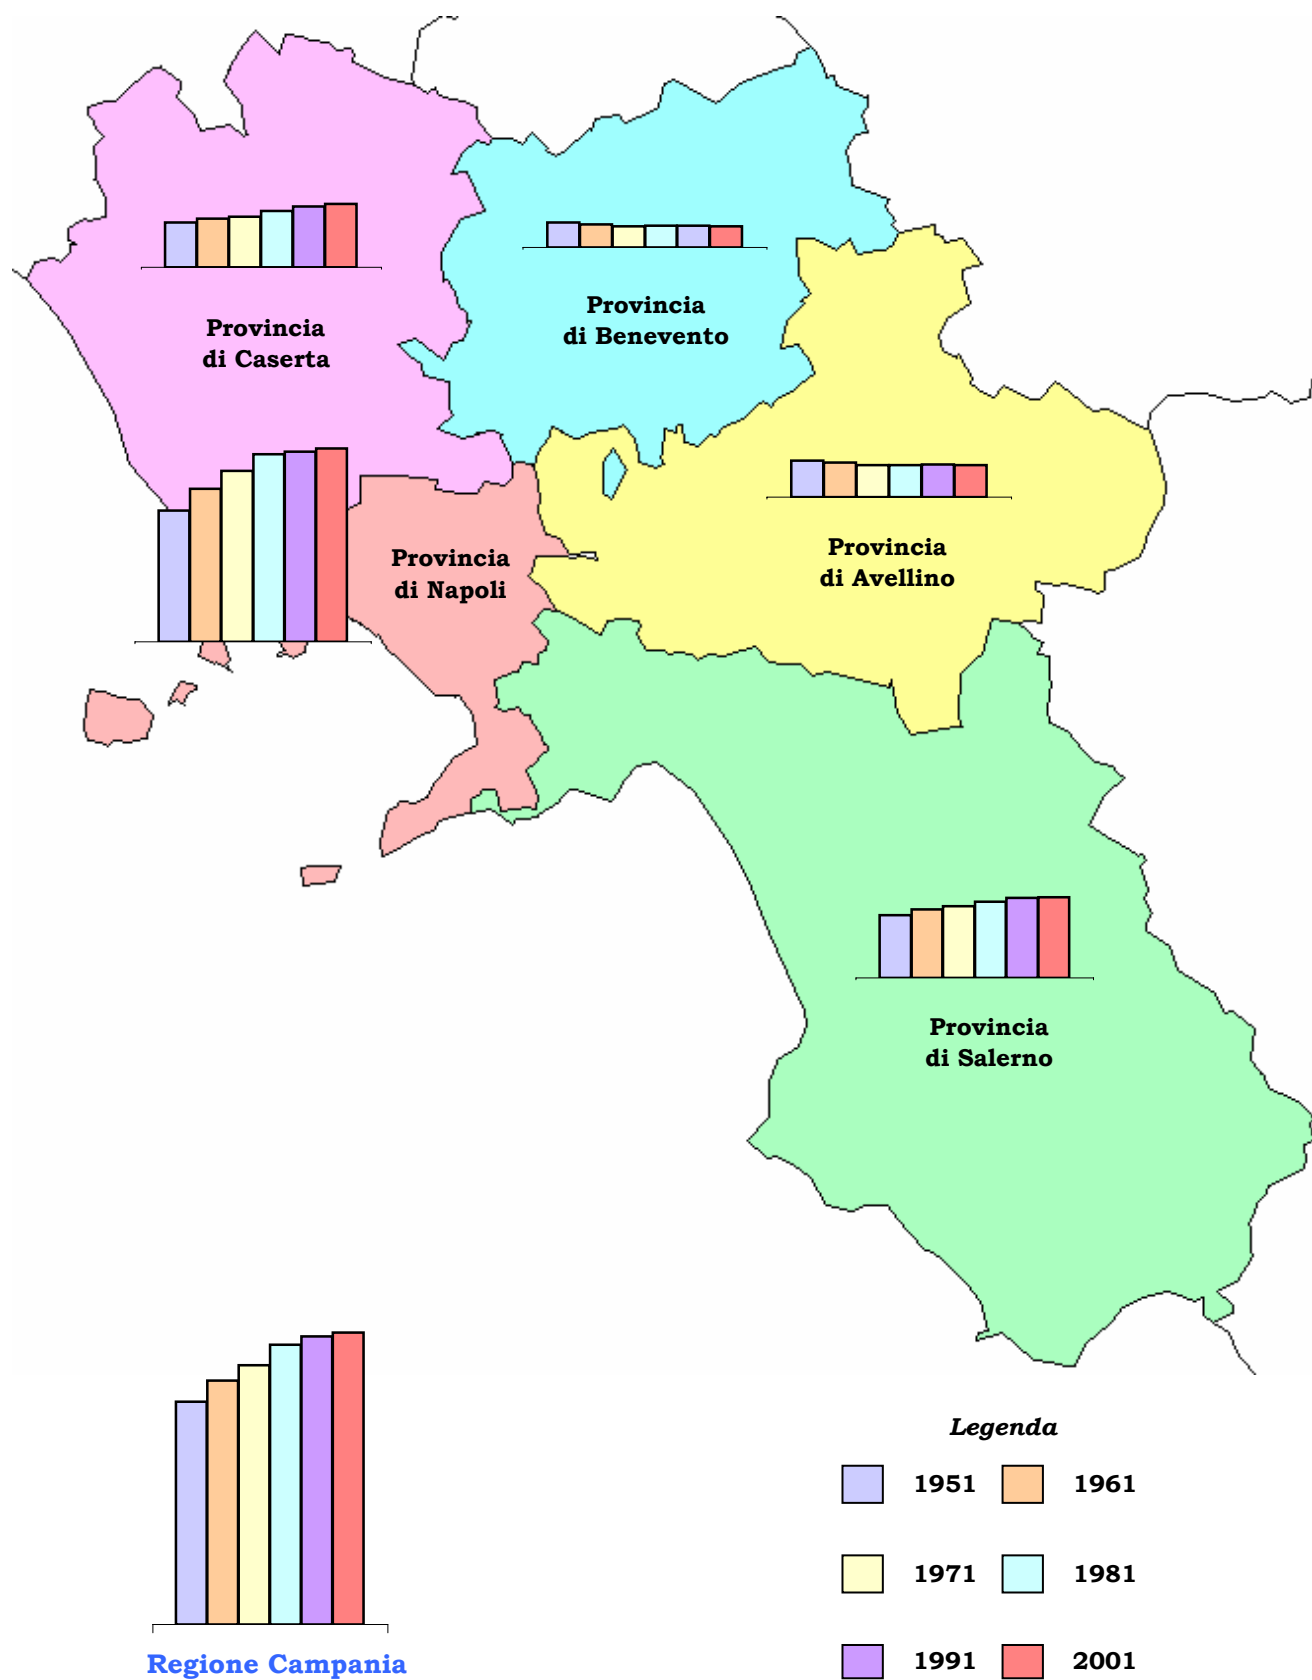 Provincia
di Benevento
Provincia
di Caserta
Provincia
di Napoli
Provincia
di Avellino
Provincia
di Salerno
Legenda
1951 1961
1971 1981
1991 2001
Regione Campania